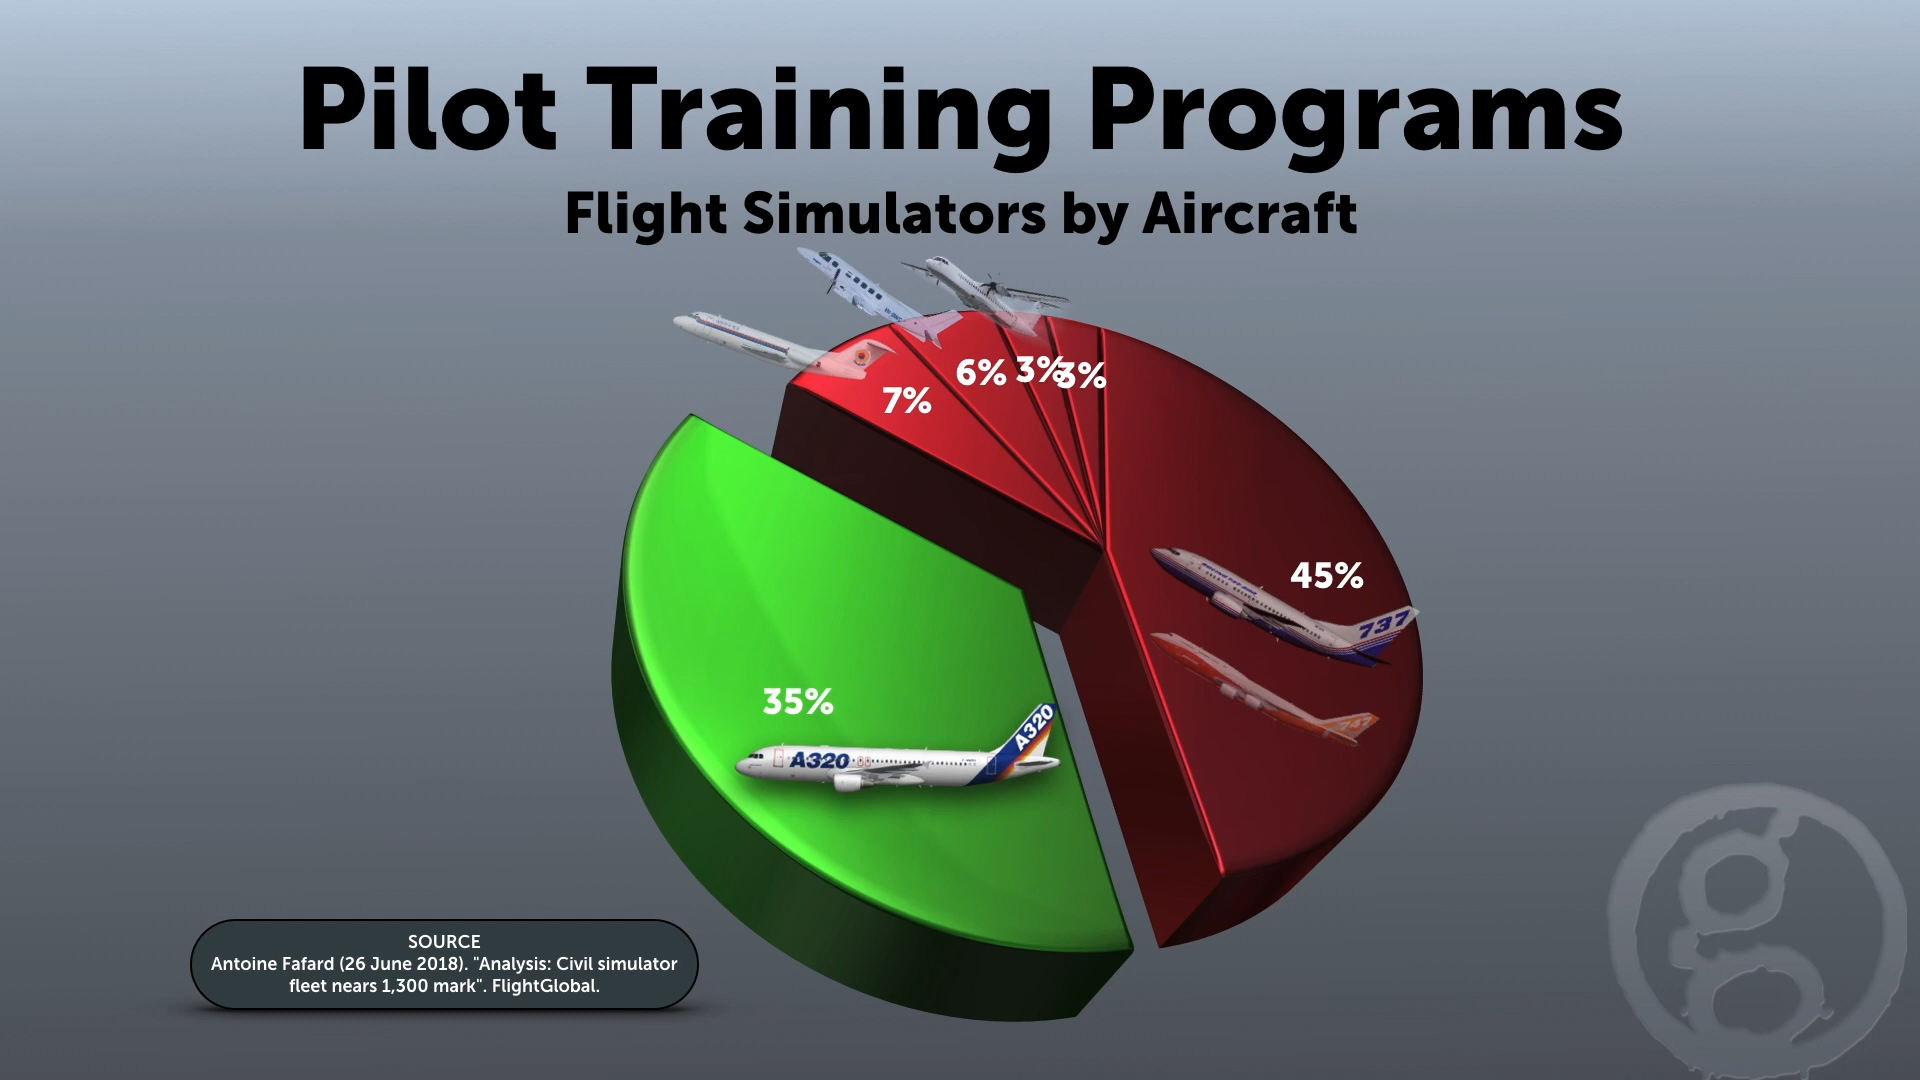 Pilot Training Programs
Flight Simulators by Aircraft
7%
6%
3%
3%
45%
737
747
35%
A320
A320
SOURCE
Antoine Fafard (26 June 2018). "Analysis: Civil simulator
fleet nears 1,300 mark". FlightGlobal.